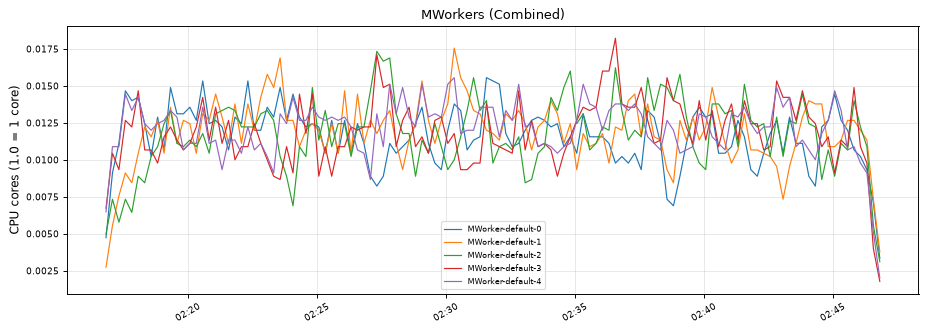 MWorkers (Combined)
CPU cores (1.0 = 1 core)
0.0175
0.0150
0.0125
0.0100
0.0075
0.0050
0.0025
MWorker-default-0
MWorker-default-1
MWorker-default-2
MWorker-default-3
MWorker-default-4
02:20 02:25 02:30 02:35 02:40 02:45